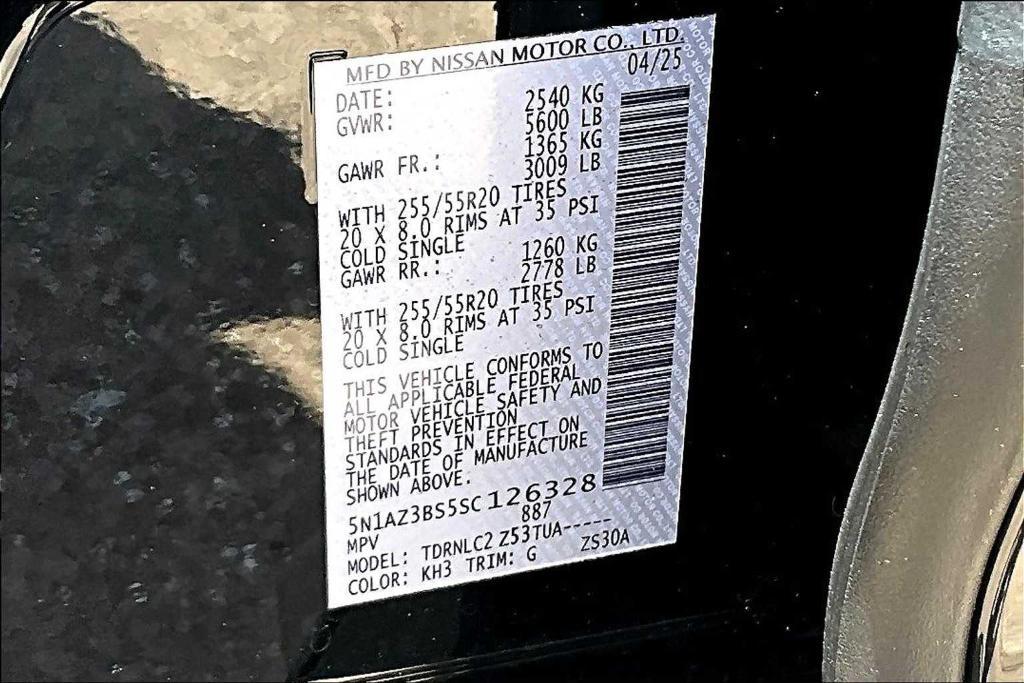 MFD BY NISSAN MOTOR CO., LTD.
DATE: 04/25
GVWR: 2540 KG
5600 LB
GAWR FR.: 1365 KG
3009 LB
WITH 255/55R20 TIRES
20 X 8.0 RIMS AT 35 PSI
COLD SINGLE
GAWR RR.: 1260 KG
2778 LB
WITH 255/55R20 TIRES
20 X 8.0 RIMS AT 35 PSI
COLD SINGLE
THIS VEHICLE CONFORMS TO
ALL APPLICABLE FEDERAL
MOTOR VEHICLE SAFETY AND
THEFT PREVENTION
STANDARDS IN EFFECT ON
THE DATE OF MANUFACTURE
SHOWN ABOVE.
5N1AZ3BS5SC126328
MPV 887
MODEL: TDRNLC2 Z53TUA-----
COLOR: KH3 TRIM: G ZS30A